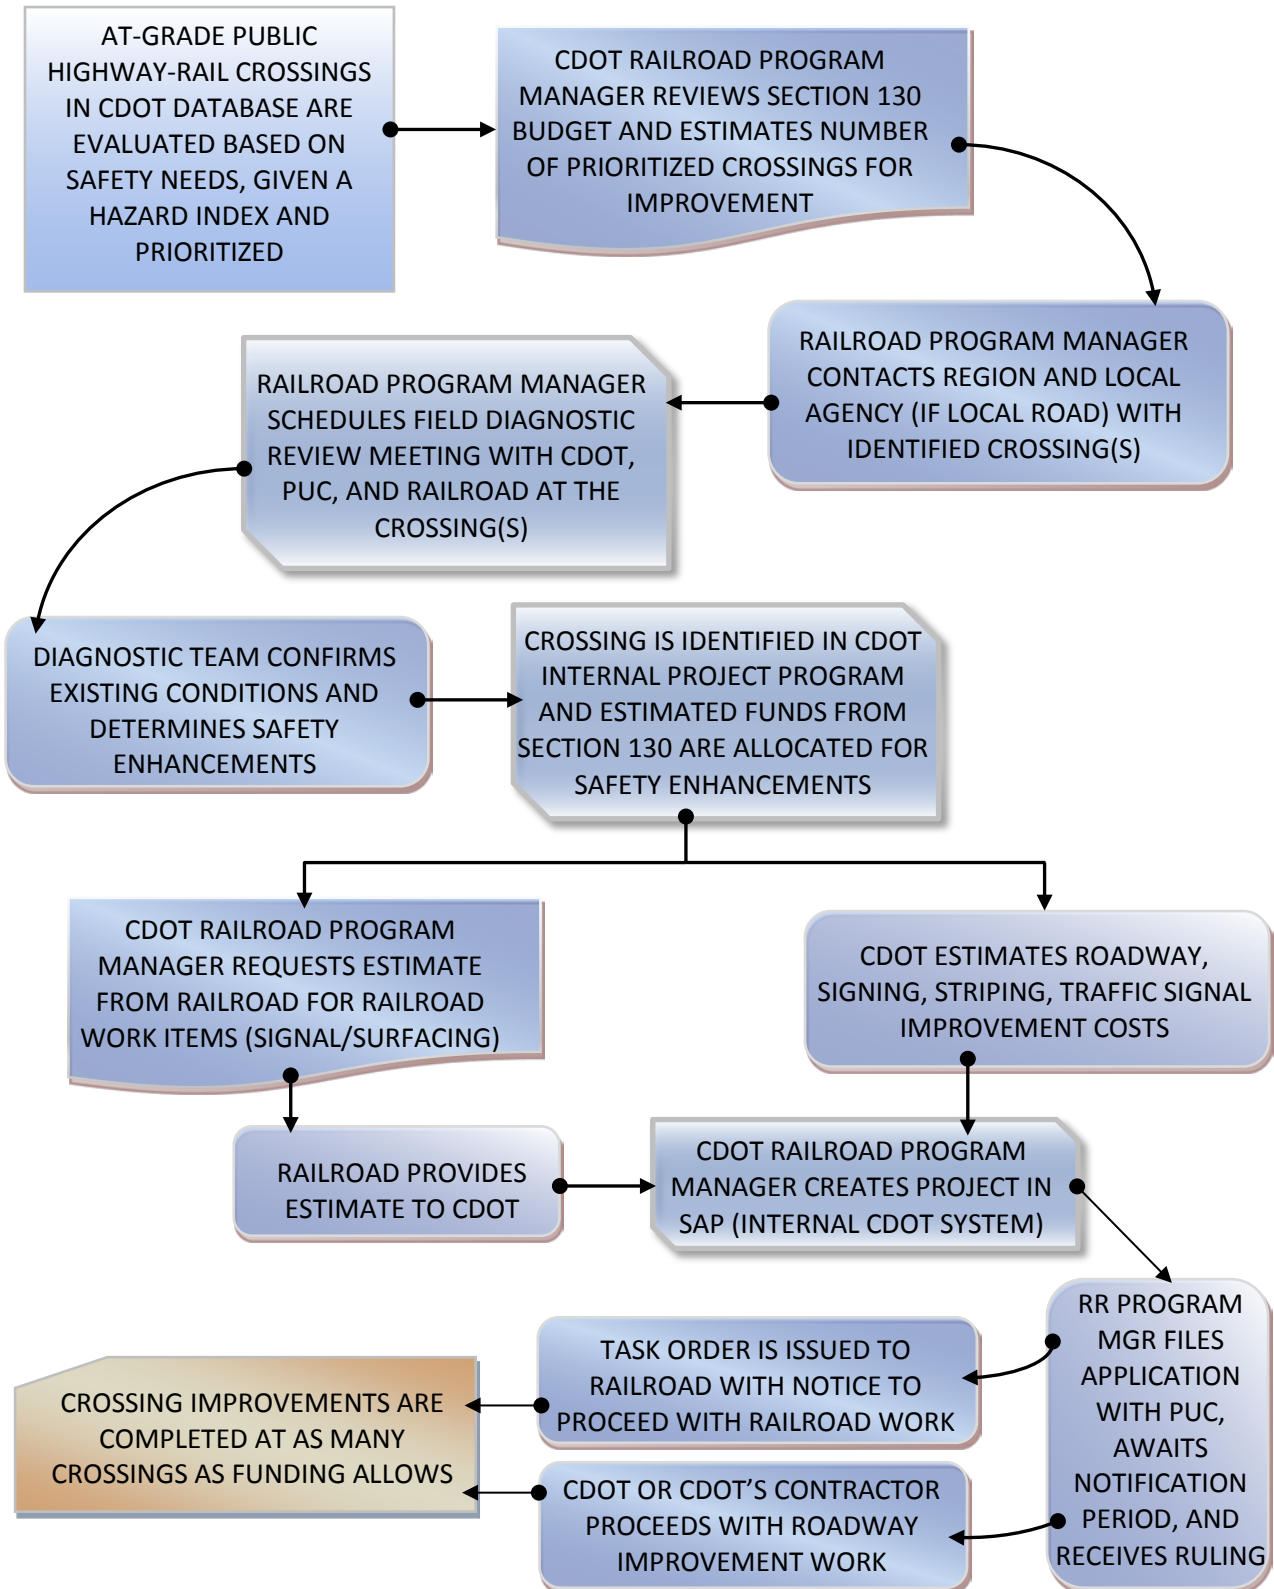 AT-GRADE PUBLIC
HIGHWAY-RAIL CROSSINGS
IN CDOT DATABASE ARE
EVALUATED BASED ON
SAFETY NEEDS, GIVEN A
HAZARD INDEX AND
PRIORITIZED
CDOT RAILROAD PROGRAM
MANAGER REVIEWS SECTION 130
BUDGET AND ESTIMATES NUMBER
OF PRIORITIZED CROSSINGS FOR
IMPROVEMENT
RAILROAD PROGRAM MANAGER
CONTACTS REGION AND LOCAL
AGENCY (IF LOCAL ROAD) WITH
IDENTIFIED CROSSING(S)
RAILROAD PROGRAM MANAGER
SCHEDULES FIELD DIAGNOSTIC
REVIEW MEETING WITH CDOT,
PUC, AND RAILROAD AT THE
CROSSING(S)
DIAGNOSTIC TEAM CONFIRMS
EXISTING CONDITIONS AND
DETERMINES SAFETY
ENHANCEMENTS
CROSSING IS IDENTIFIED IN CDOT
INTERNAL PROJECT PROGRAM
AND ESTIMATED FUNDS FROM
SECTION 130 ARE ALLOCATED FOR
SAFETY ENHANCEMENTS
CDOT RAILROAD PROGRAM
MANAGER REQUESTS ESTIMATE
FROM RAILROAD FOR RAILROAD
WORK ITEMS (SIGNAL/SURFACING)
CDOT ESTIMATES ROADWAY,
SIGNING, STRIPING, TRAFFIC SIGNAL
IMPROVEMENT COSTS
RAILROAD PROVIDES
ESTIMATE TO CDOT
CDOT RAILROAD PROGRAM
MANAGER CREATES PROJECT IN
SAP (INTERNAL CDOT SYSTEM)
RR PROGRAM
MGR FILES
APPLICATION
WITH PUC,
AWAITS
NOTIFICATION
PERIOD, AND
RECEIVES RULING
TASK ORDER IS ISSUED TO
RAILROAD WITH NOTICE TO
PROCEED WITH RAILROAD WORK
CDOT OR CDOT’S CONTRACTOR
PROCEEDS WITH ROADWAY
IMPROVEMENT WORK
CROSSING IMPROVEMENTS ARE
COMPLETED AT AS MANY
CROSSINGS AS FUNDING ALLOWS